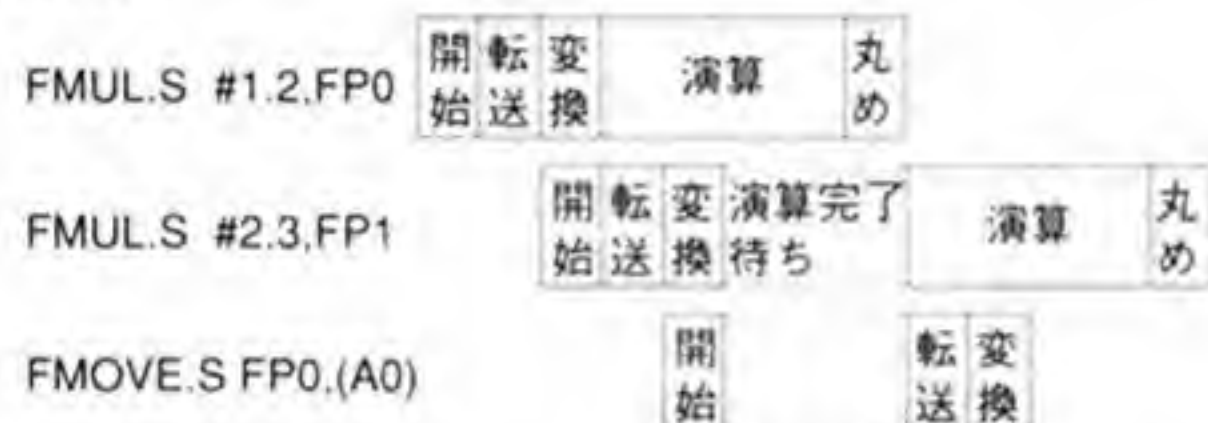 FMUL.S #1.2,FP0 開始 転送 変換 演算 丸め
FMUL.S #2.3,FP1 開始 転送 変換 演算完了待ち 演算 丸め
FMOVE.S FP0,(A0) 開始 転送 変換